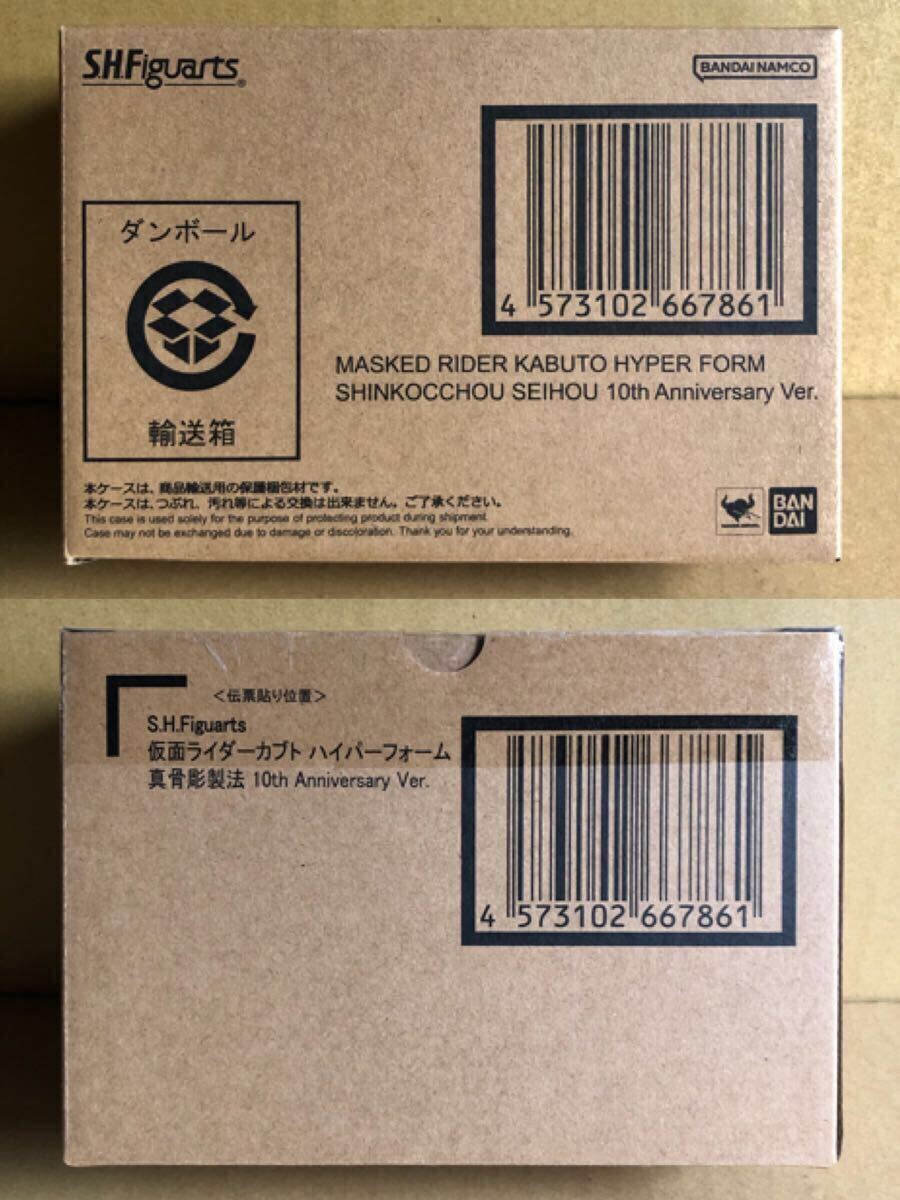 S.H.Figuarts®
BANDAI NAMCO
4 573102 667861
ダンボール
輸送箱
MASKED RIDER KABUTO HYPER FORM
SHINKOCCHOU SEIHOU 10th Anniversary Ver.
本ケースは、商品輸送用の保護梱包材です。
本ケースは、つぶれ、汚れ等による交換は出来ません。ご了承ください。
This case is used solely for the purpose of protecting product during shipment.
Case may not be exchanged due to damage or discoloration. Thank you for your understanding.
BAN
DAI
＜伝票貼り位置＞
S.H.Figuarts
仮面ライダーカブト ハイパーフォーム
真骨彫製法 10th Anniversary Ver.
4 573102 667861